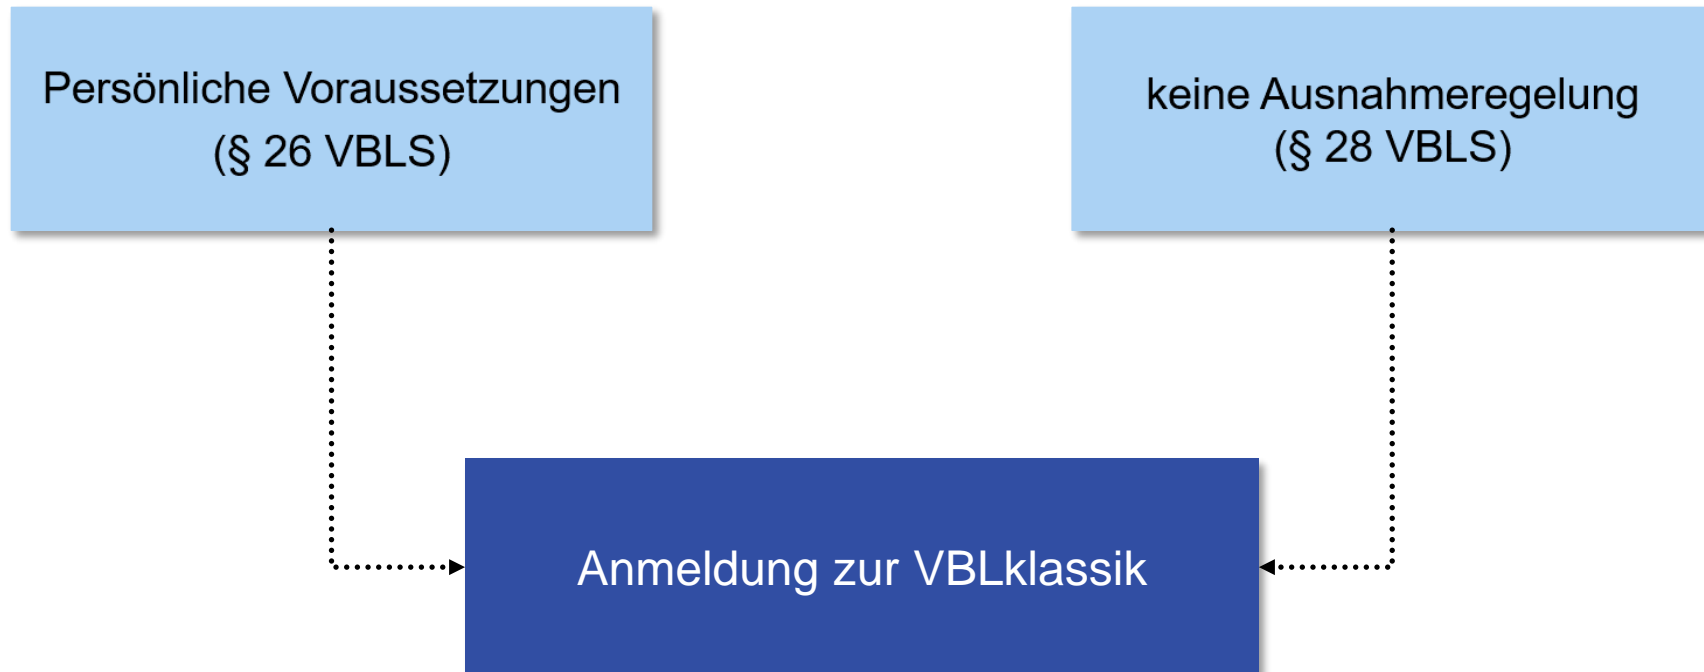 Persönliche Voraussetzungen
(§ 26 VBLS)
keine Ausnahmeregelung
(§ 28 VBLS)
Anmeldung zur VBLklassik